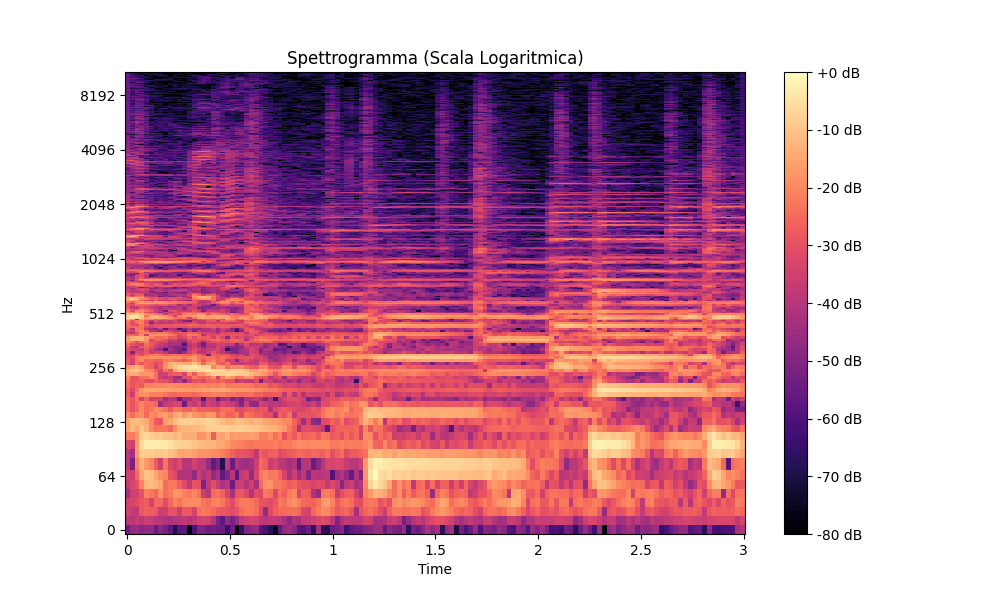 Spettrogramma (Scala Logaritmica)
8192
4096
2048
1024
512
256
128
64
0
Hz
0
0.5
1
1.5
2
2.5
3
Time
+0 dB
-10 dB
-20 dB
-30 dB
-40 dB
-50 dB
-60 dB
-70 dB
-80 dB